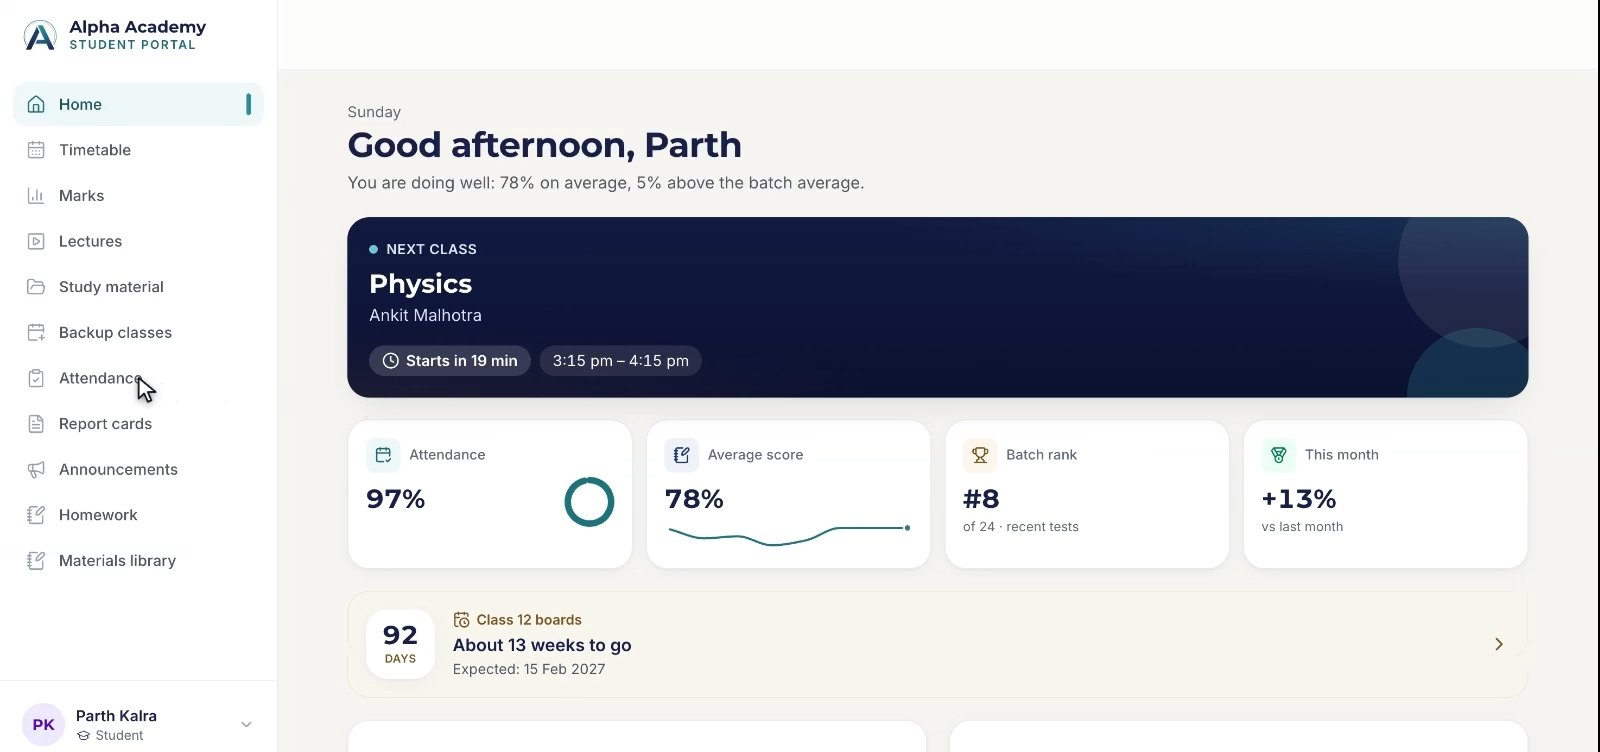 Alpha Academy
STUDENT PORTAL
Home
Timetable
Marks
Lectures
Study material
Backup classes
Attendance
Report cards
Announcements
Homework
Materials library
PK
Parth Kalra
Student
Sunday
Good afternoon, Parth
You are doing well: 78% on average, 5% above the batch average.
NEXT CLASS
Physics
Ankit Malhotra
Starts in 19 min
3:15 pm – 4:15 pm
Attendance
97%
Average score
78%
Batch rank
#8
of 24 · recent tests
This month
+13%
vs last month
92
DAYS
Class 12 boards
About 13 weeks to go
Expected: 15 Feb 2027